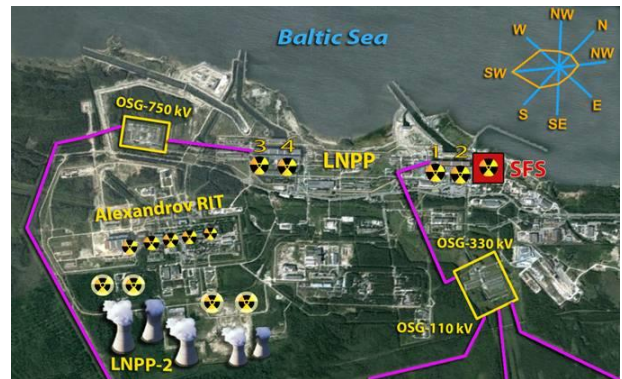 Baltic Sea
NW
W
N
NW
SW
E
S
SE
OSG-750 kV
3 4
LNPP
1 2
SFS
Alexandrov RIT
OSG-330 kV
OSG-110 kV
LNPP-2